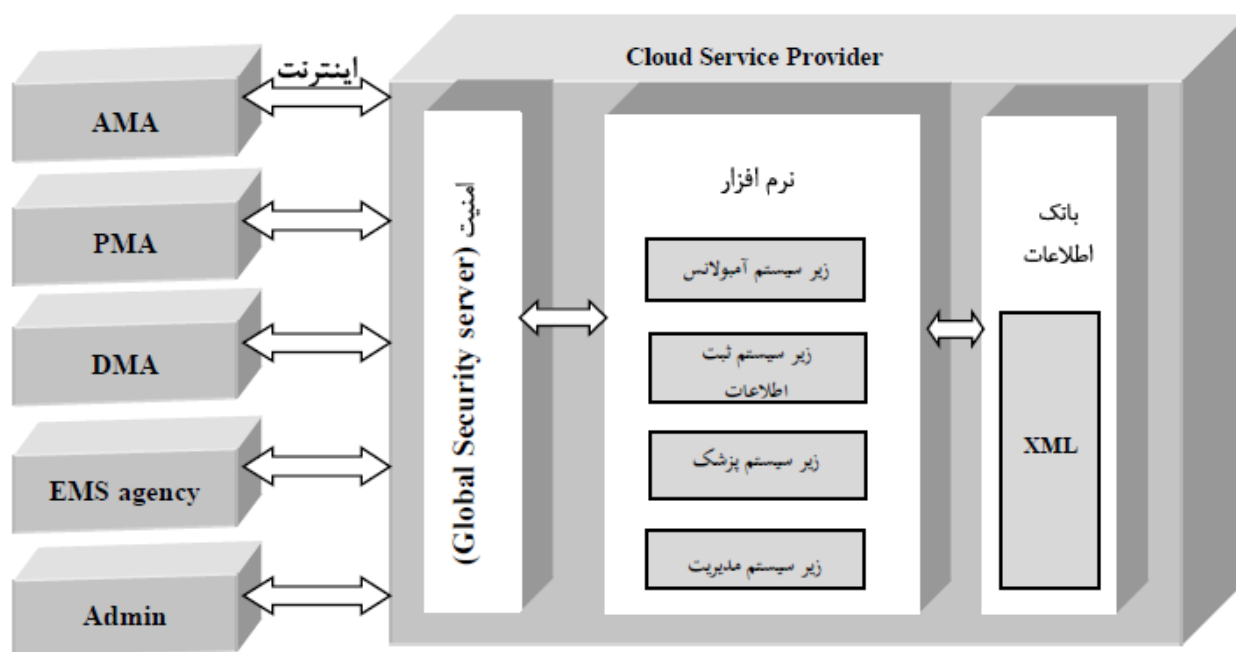 Cloud Service Provider
اینترنت
AMA
PMA
DMA
EMS agency
Admin
امنیت (Global Security server)
نرم افزار
زیر سیستم آمبولانس
زیر سیستم ثبت
اطلاعات
زیر سیستم پزشک
زیر سیستم مدیریت
بانک
اطلاعات
XML